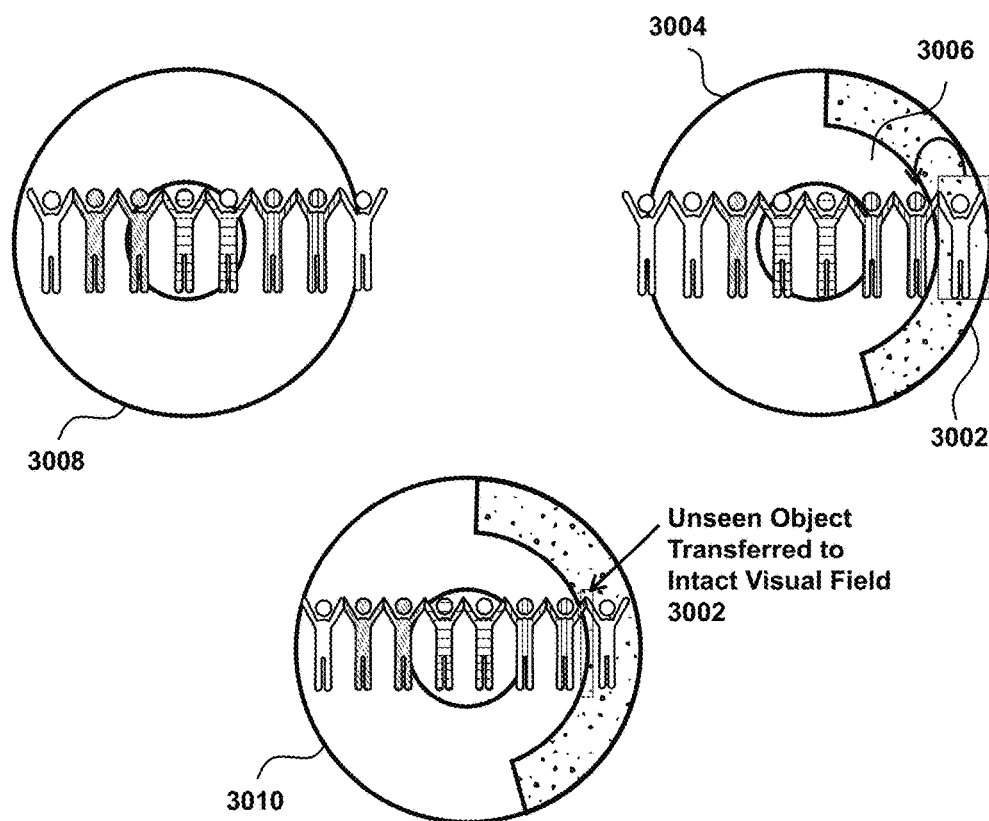 3004
3006
3008
3002
Unseen Object
Transferred to
Intact Visual Field
3002
3010